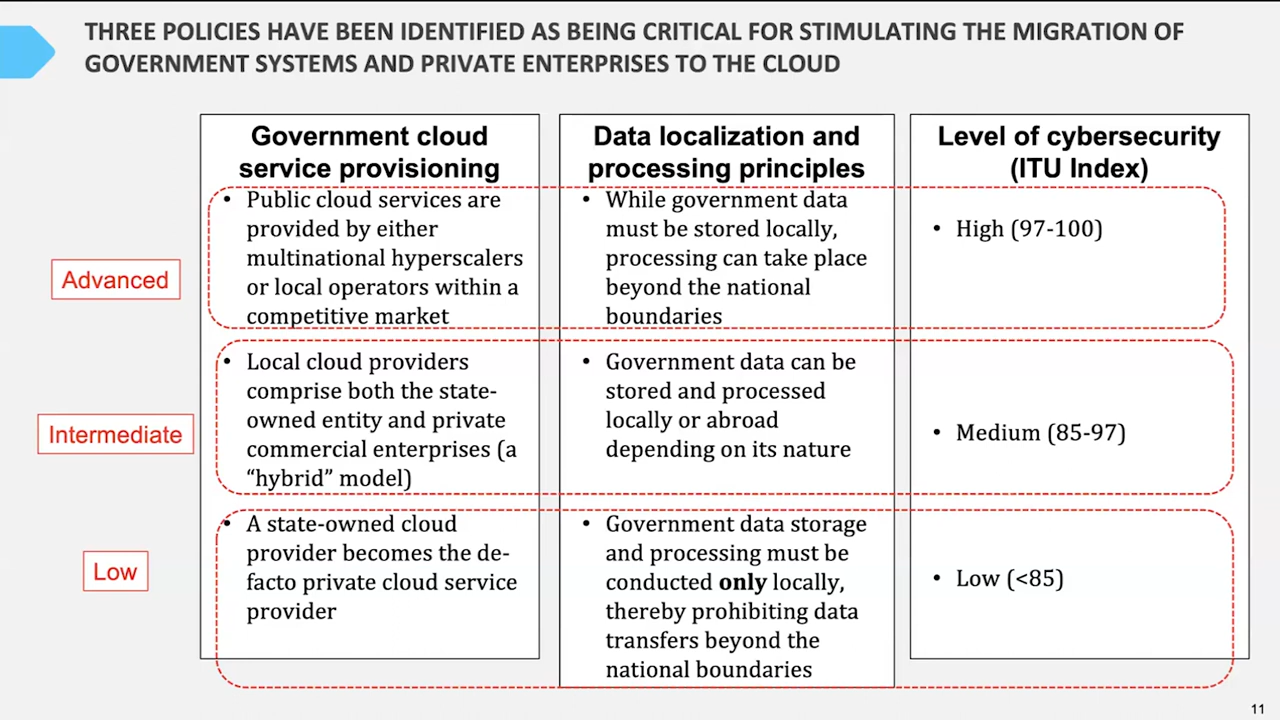 THREE POLICIES HAVE BEEN IDENTIFIED AS BEING CRITICAL FOR STIMULATING THE MIGRATION OF
GOVERNMENT SYSTEMS AND PRIVATE ENTERPRISES TO THE CLOUD
Government cloud
service provisioning
Data localization and
processing principles
Level of cybersecurity
(ITU Index)
Advanced
• Public cloud services are
provided by either
multinational hyperscalers
or local operators within a
competitive market
• While government data
must be stored locally,
processing can take place
beyond the national
boundaries
• High (97-100)
Intermediate
• Local cloud providers
comprise both the state-
owned entity and private
commercial enterprises (a
“hybrid” model)
• Government data can be
stored and processed
locally or abroad
depending on its nature
• Medium (85-97)
Low
• A state-owned cloud
provider becomes the de-
facto private cloud service
provider
• Government data storage
and processing must be
conducted only locally,
thereby prohibiting data
transfers beyond the
national boundaries
• Low (<85)
11